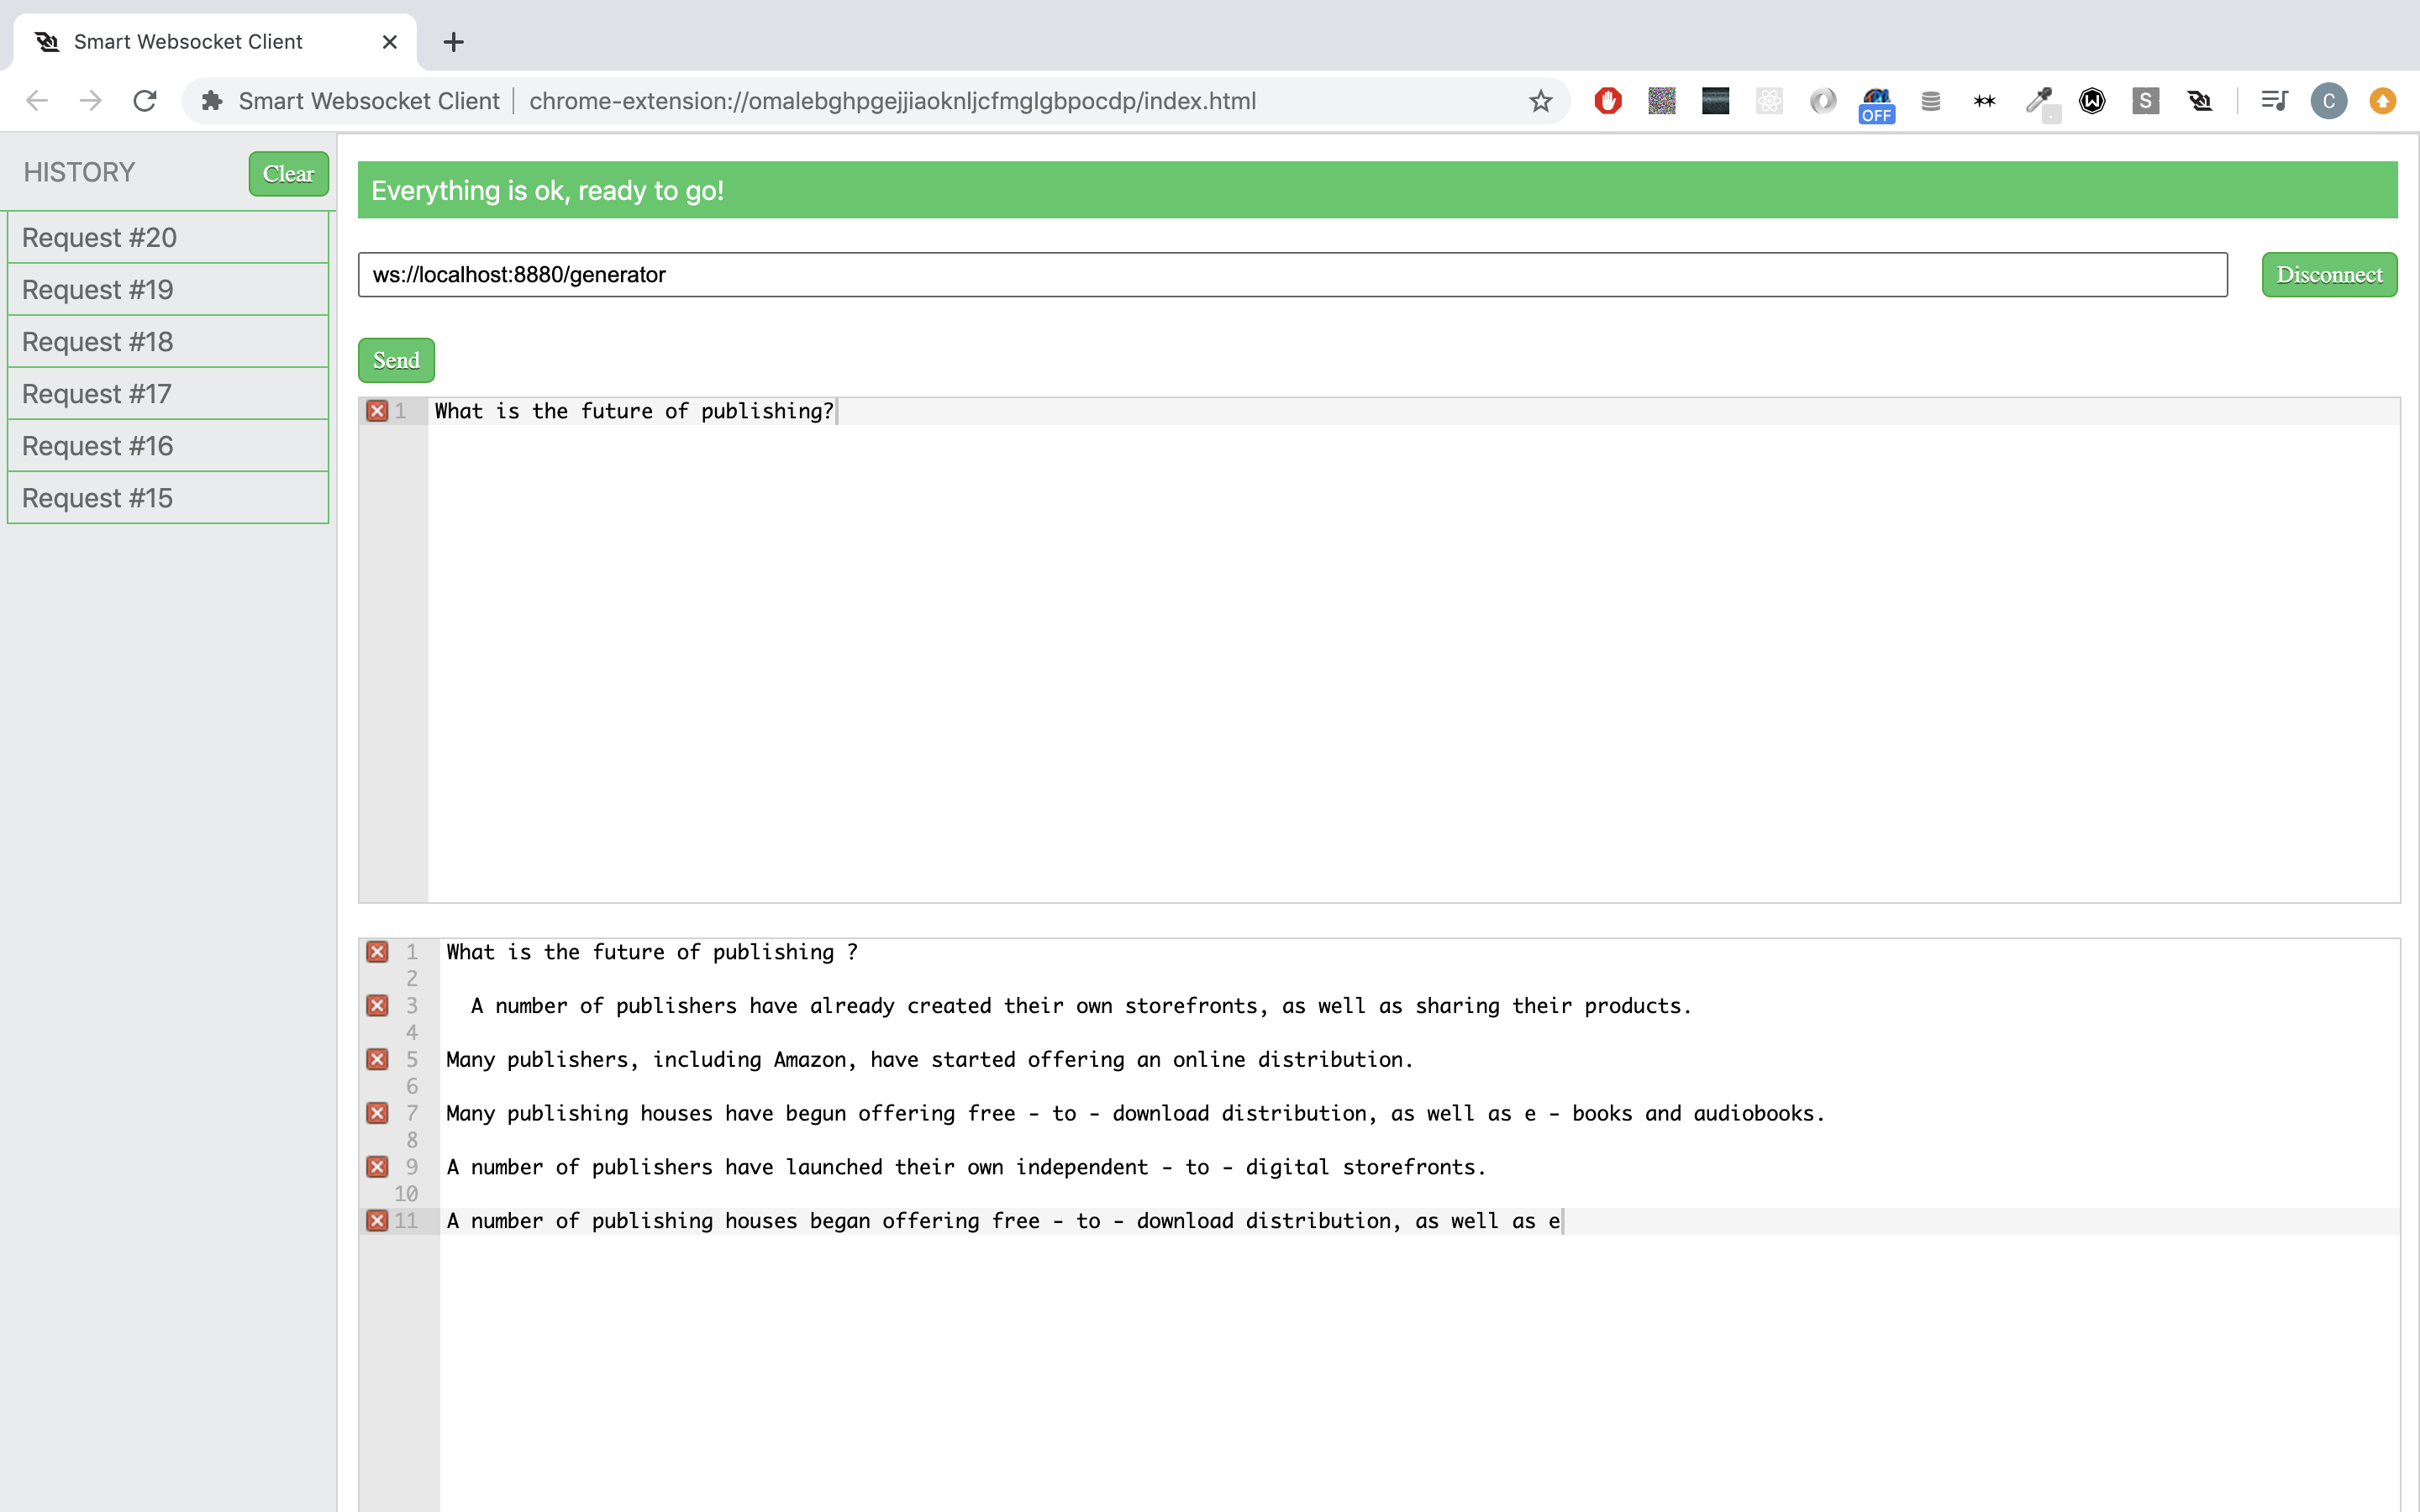 Smart Websocket Client
Smart Websocket Client | chrome-extension://omalebghpgejjiaoknljcfmglgbpocdp/index.html
OFF
S
C
HISTORY
Clear
Request #20
Request #19
Request #18
Request #17
Request #16
Request #15
Everything is ok, ready to go!
ws://localhost:8880/generator
Disconnect
Send
1 What is the future of publishing?
1 What is the future of publishing ?
2
3 A number of publishers have already created their own storefronts, as well as sharing their products.
4
5 Many publishers, including Amazon, have started offering an online distribution.
6
7 Many publishing houses have begun offering free - to - download distribution, as well as e - books and audiobooks.
8
9 A number of publishers have launched their own independent - to - digital storefronts.
10
11 A number of publishing houses began offering free - to - download distribution, as well as e